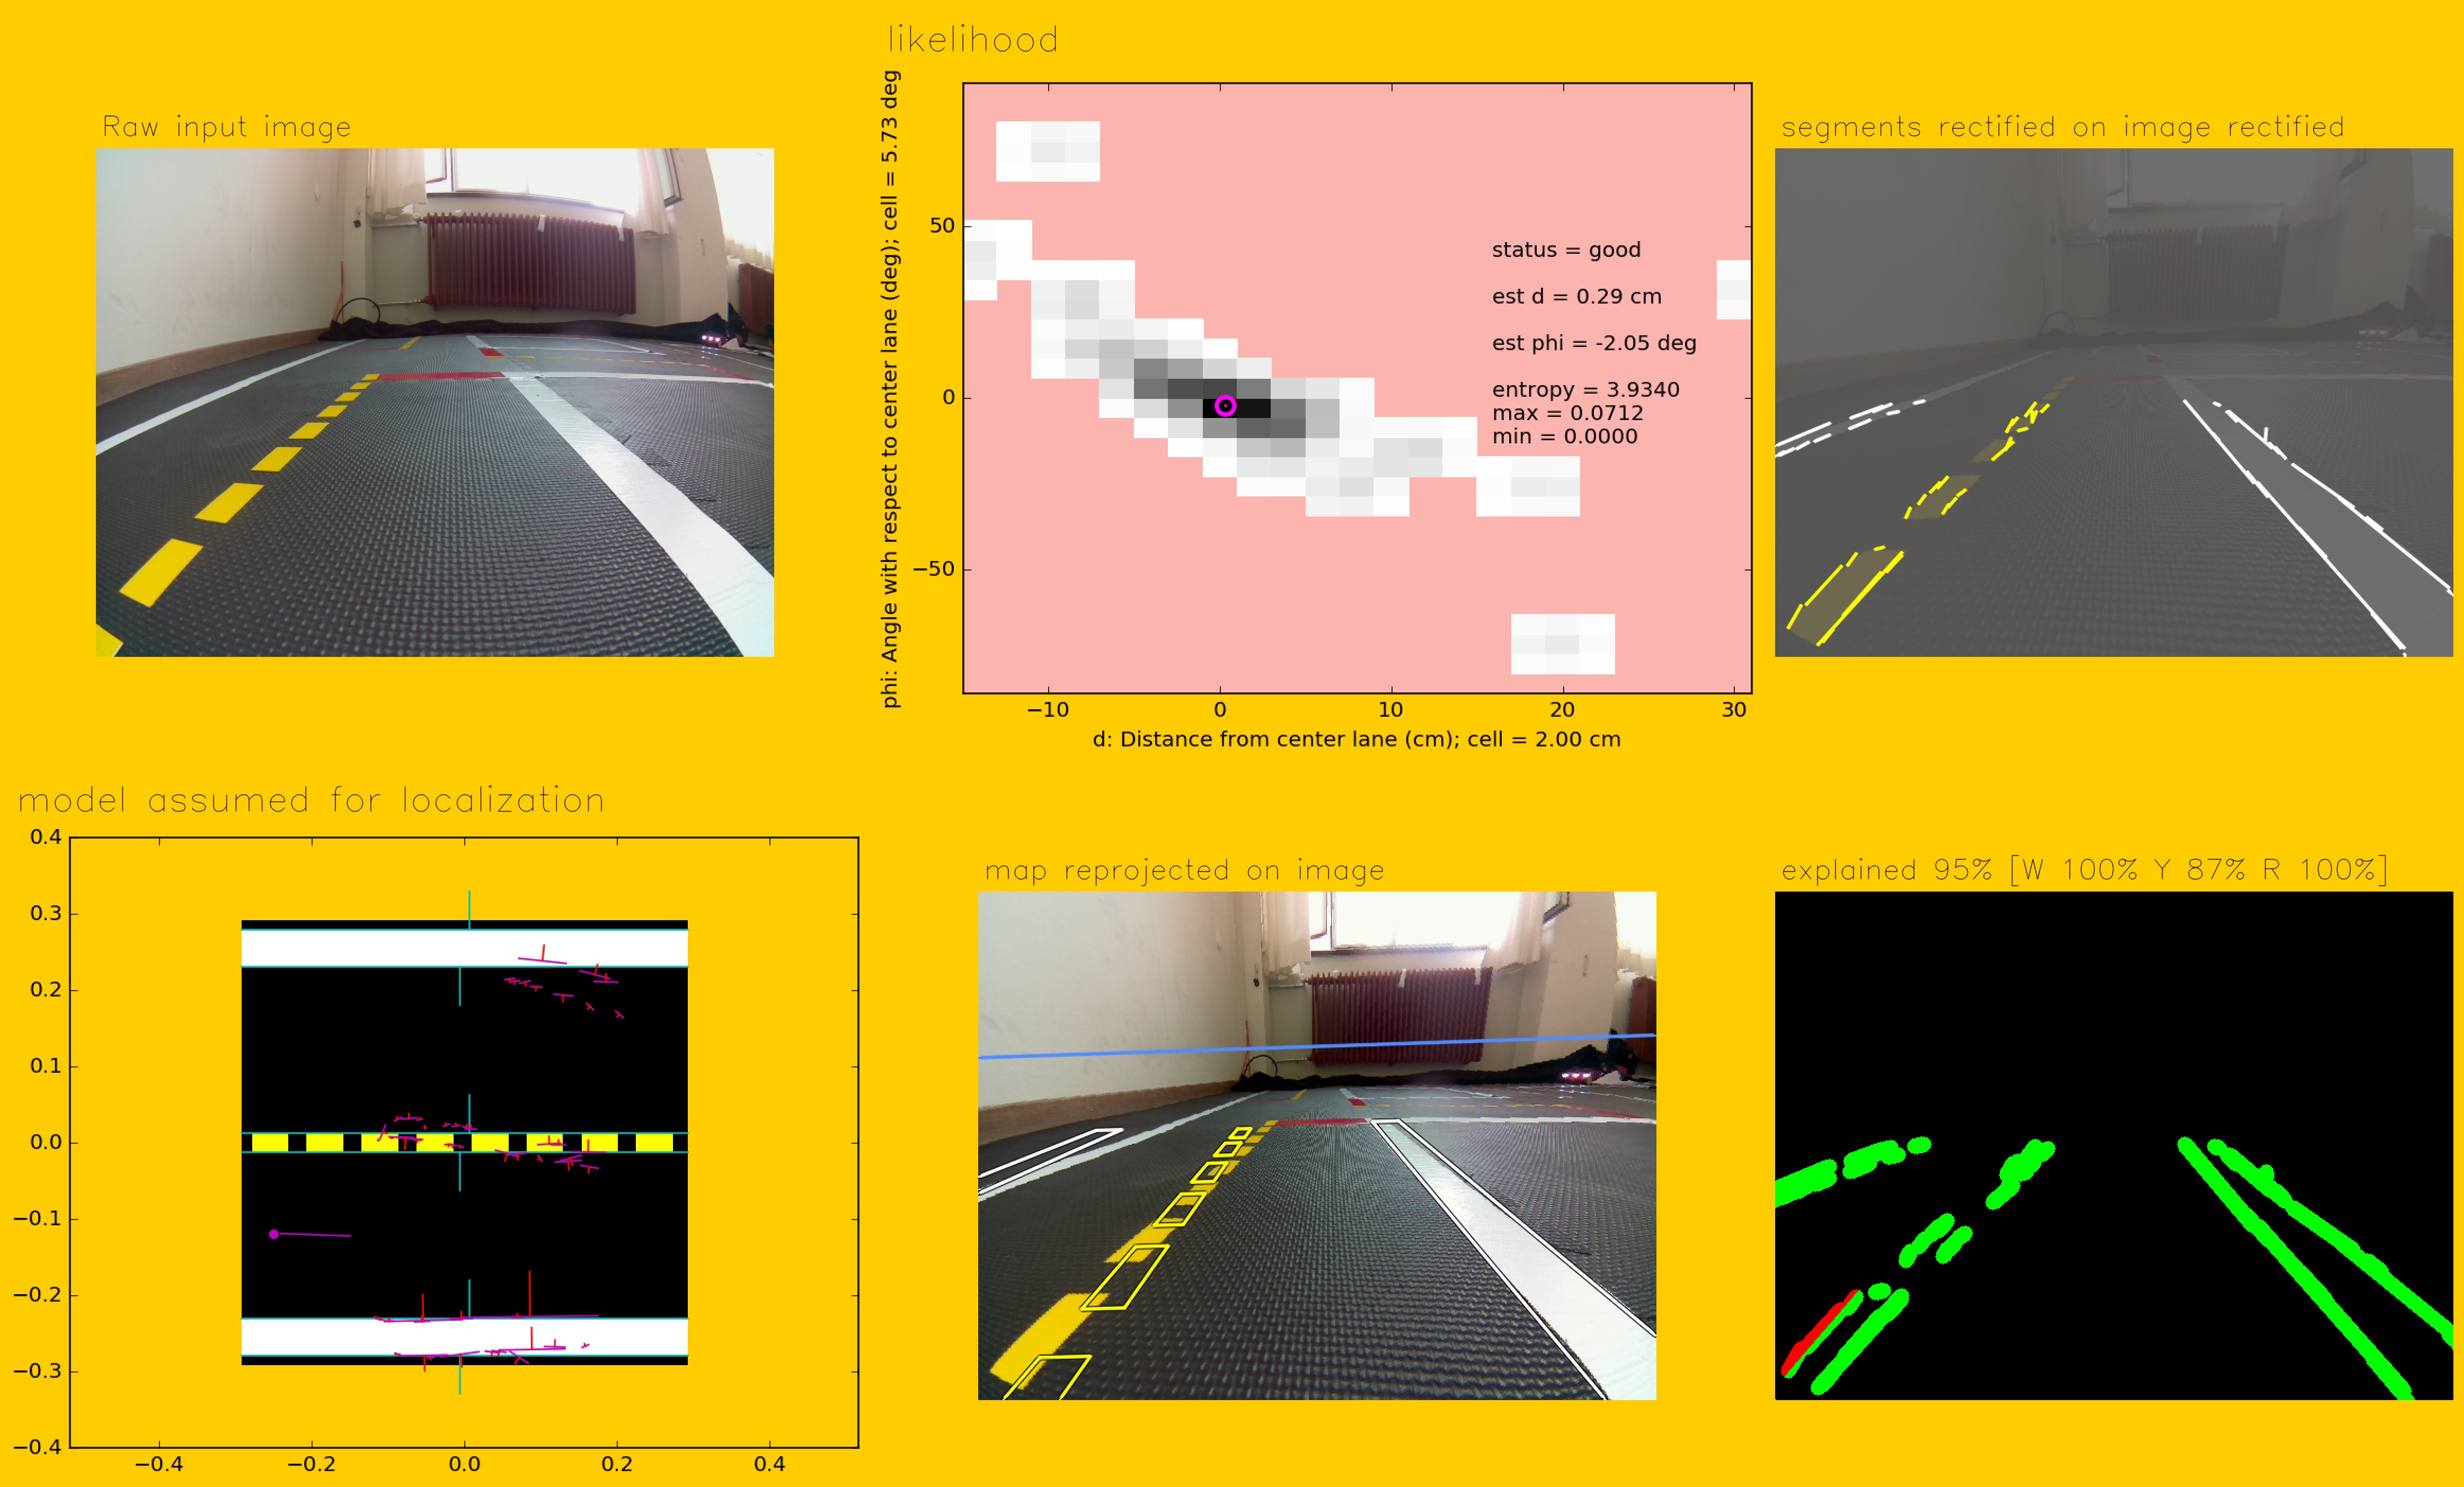 likelihood
Raw input image
phi: Angle with respect to center lane (deg); cell = 5.73 deg
50
0
−50
status = good
est d = 0.29 cm
est phi = -2.05 deg
entropy = 3.9340
max = 0.0712
min = 0.0000
−10
0
10
20
30
d: Distance from center lane (cm); cell = 2.00 cm
segments rectified on image rectified
model assumed for localization
0.4
0.3
0.2
0.1
0.0
−0.1
−0.2
−0.3
−0.4
−0.4
−0.2
0.0
0.2
0.4
map reprojected on image
explained 95% [W 100% Y 87% R 100%]